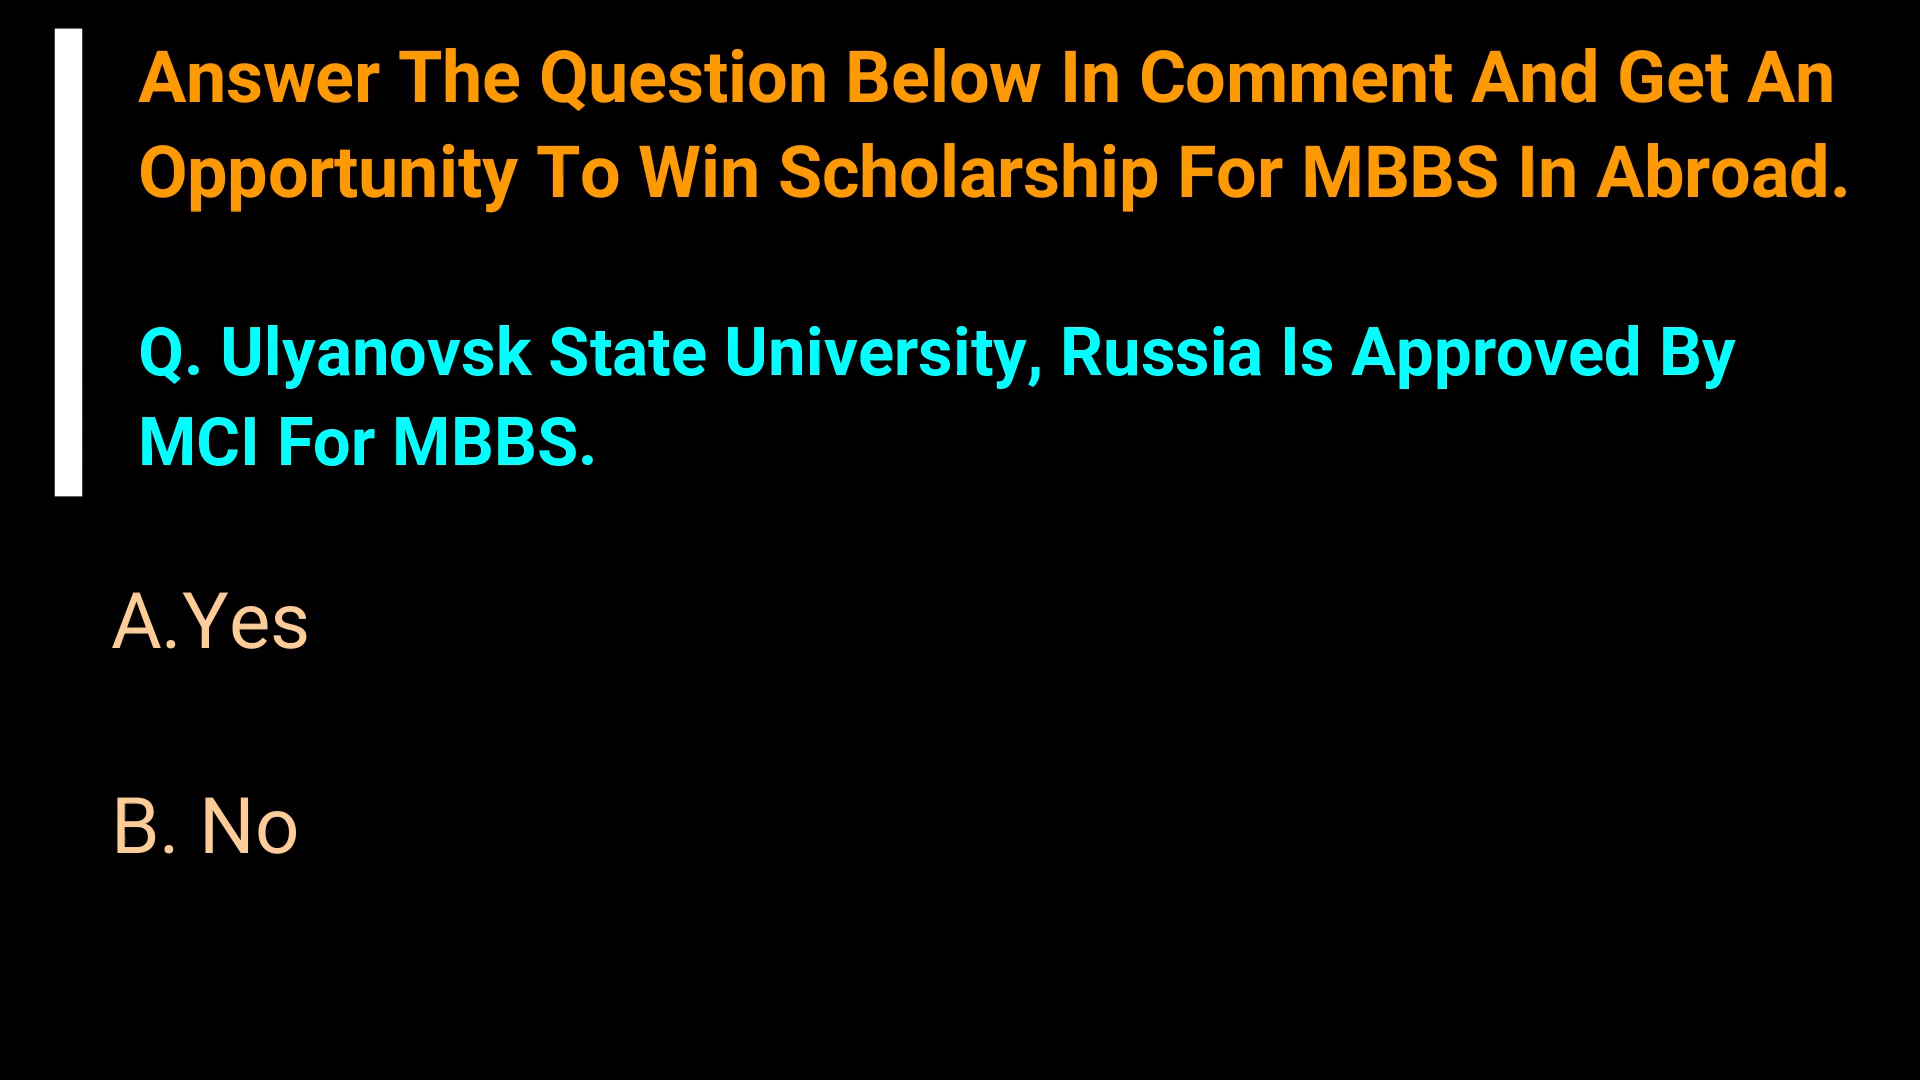 Answer The Question Below In Comment And Get An
Opportunity To Win Scholarship For MBBS In Abroad.
Q. Ulyanovsk State University, Russia Is Approved By
MCI For MBBS.
A.Yes
B. No